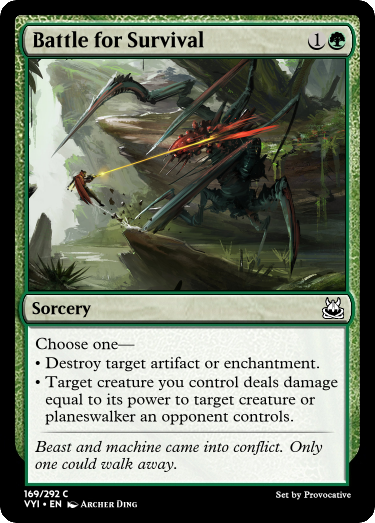 Battle for Survival 1
Sorcery
Choose one—
• Destroy target artifact or enchantment.
• Target creature you control deals damage
equal to its power to target creature or
planeswalker an opponent controls.
Beast and machine came into conflict. Only
one could walk away.
169/292 C
VYI • EN Archer Ding
Set by Provocative